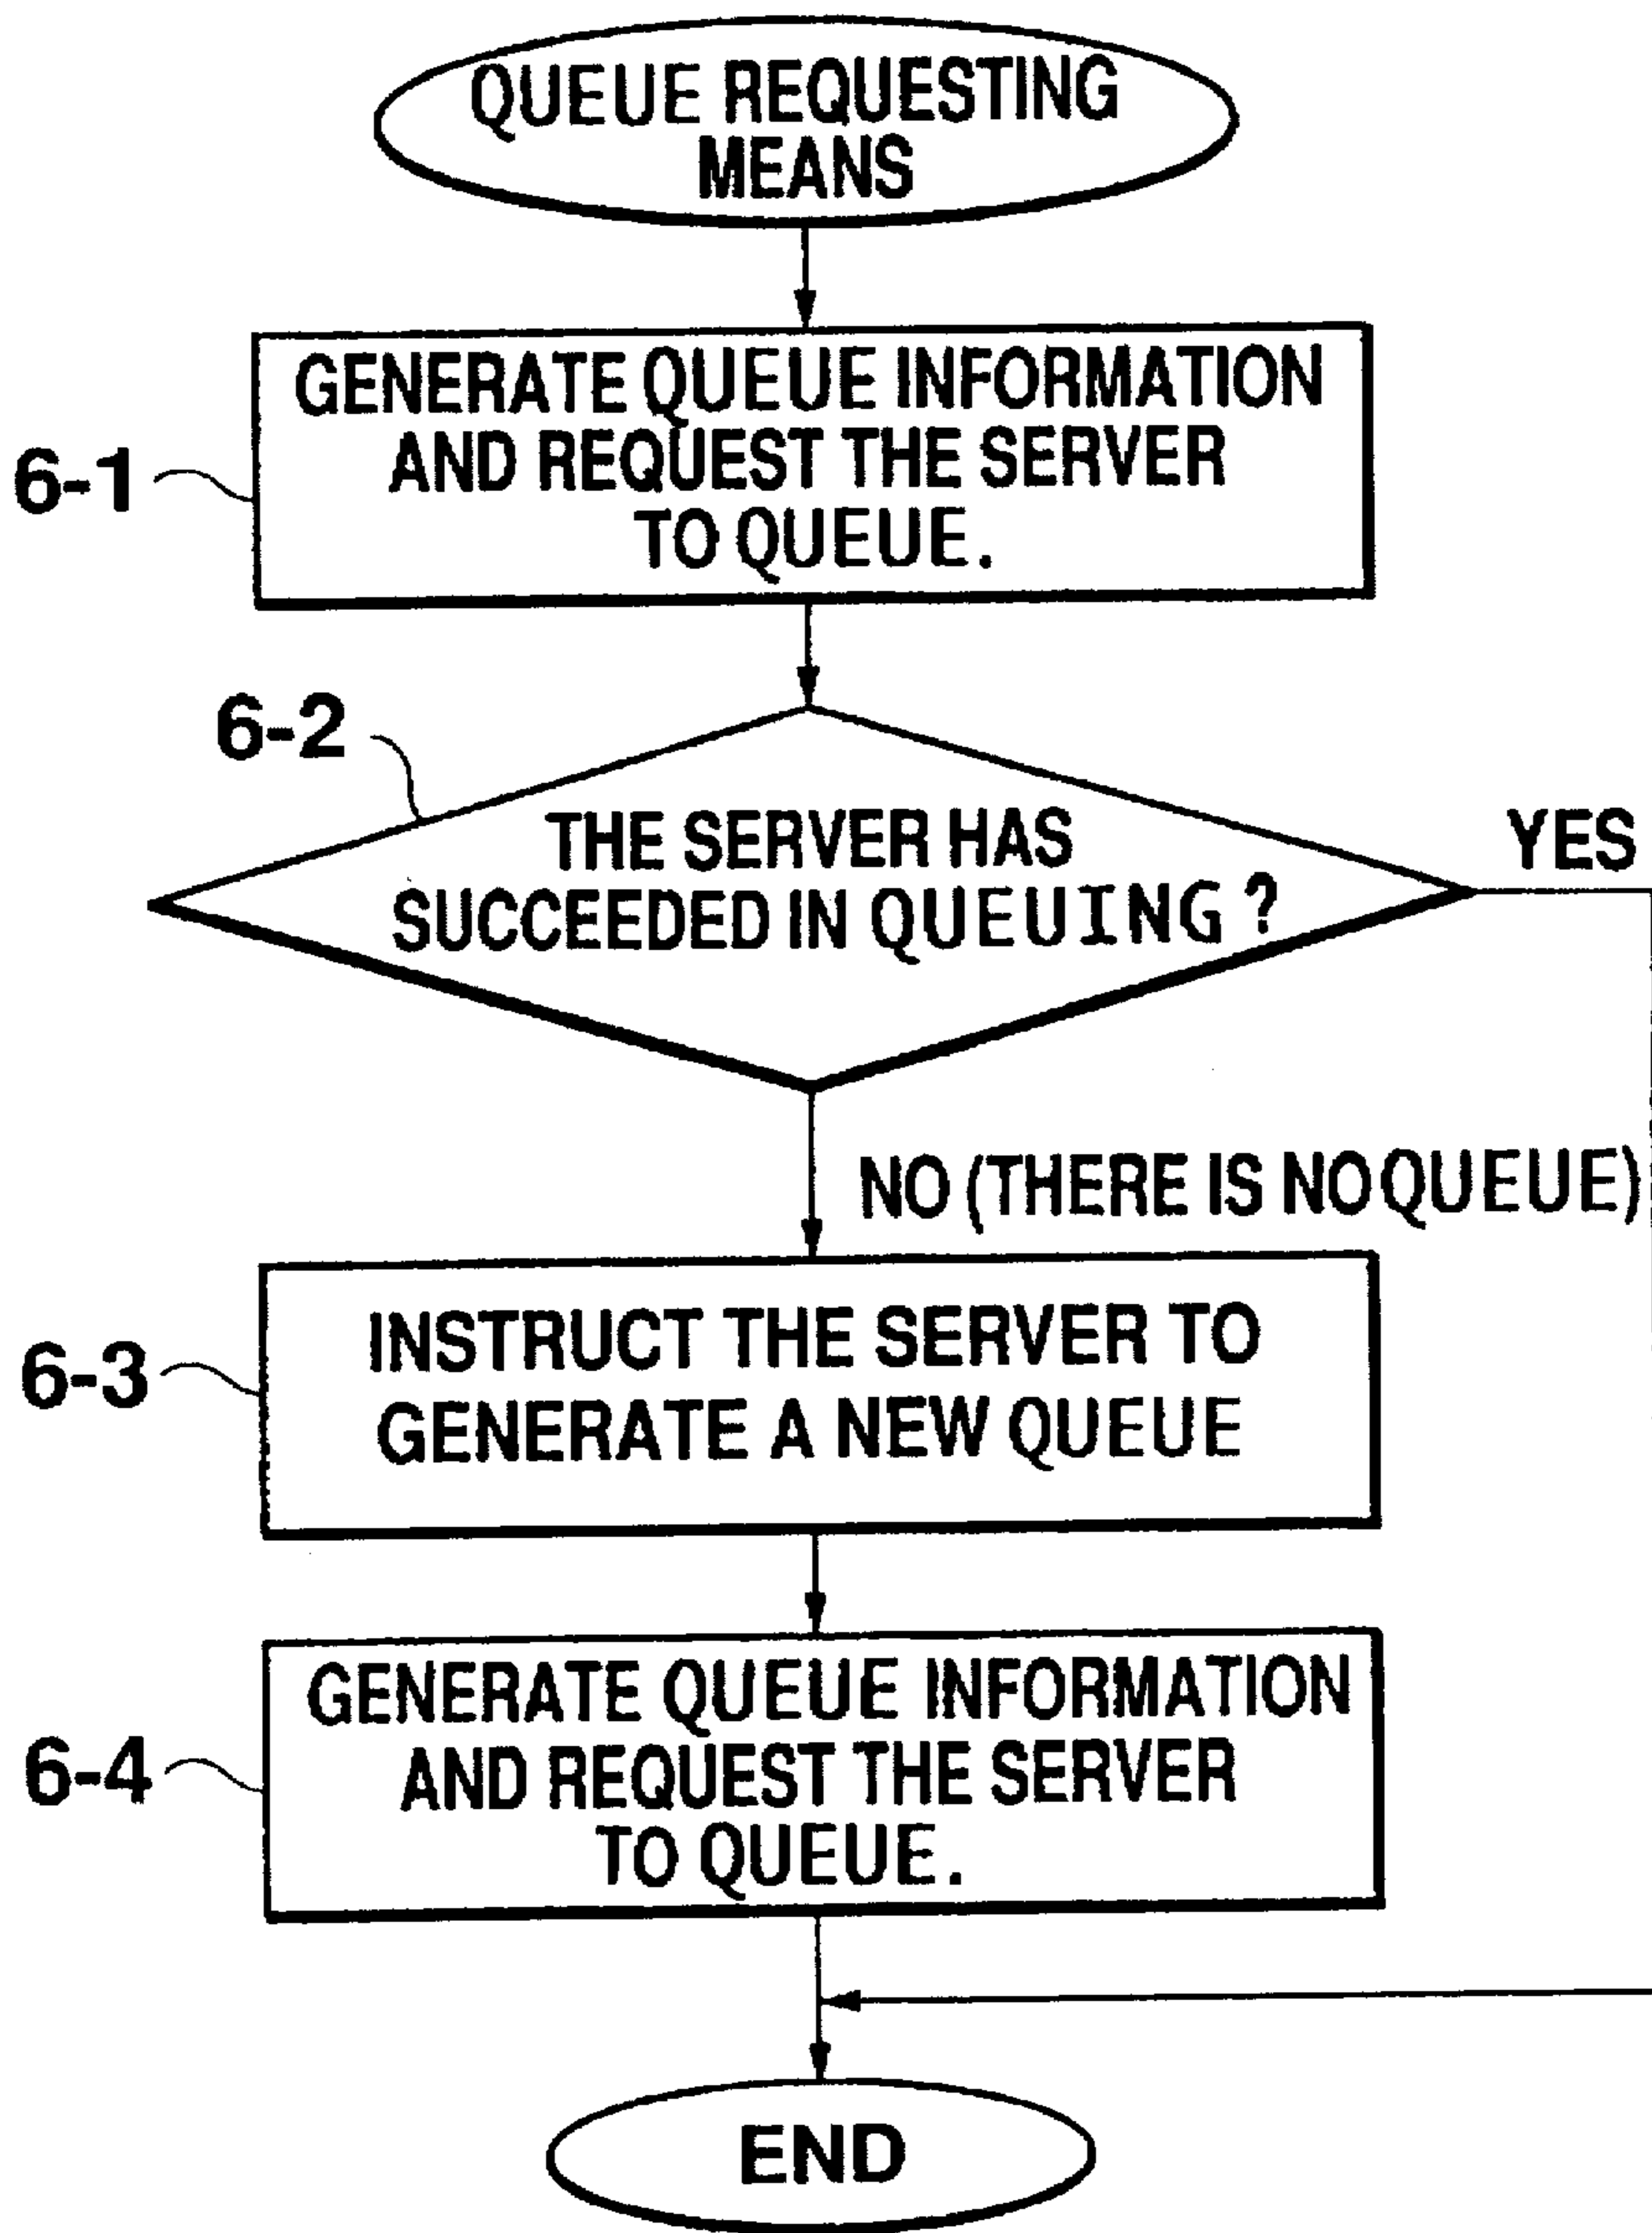 QUEUE REQUESTING
MEANS
6-1
GENERATE QUEUE INFORMATION
AND REQUEST THE SERVER
TO QUEUE.
6-2
THE SERVER HAS
SUCCEEDED IN QUEUING ?
YES
NO (THERE IS NO QUEUE)
6-3
INSTRUCT THE SERVER TO
GENERATE A NEW QUEUE
6-4
GENERATE QUEUE INFORMATION
AND REQUEST THE SERVER
TO QUEUE.
END